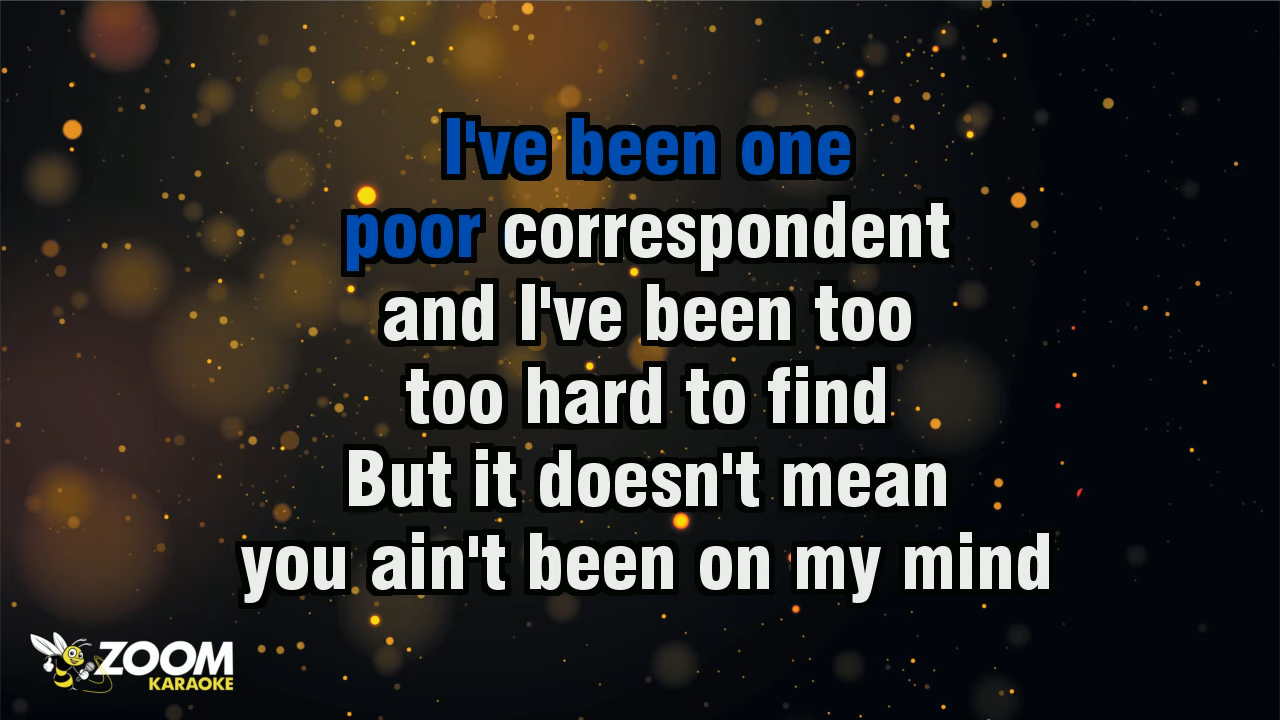 I've been one
poor correspondent
and I've been too
too hard to find
But it doesn't mean
you ain't been on my mind
ZOOM
KARAOKE